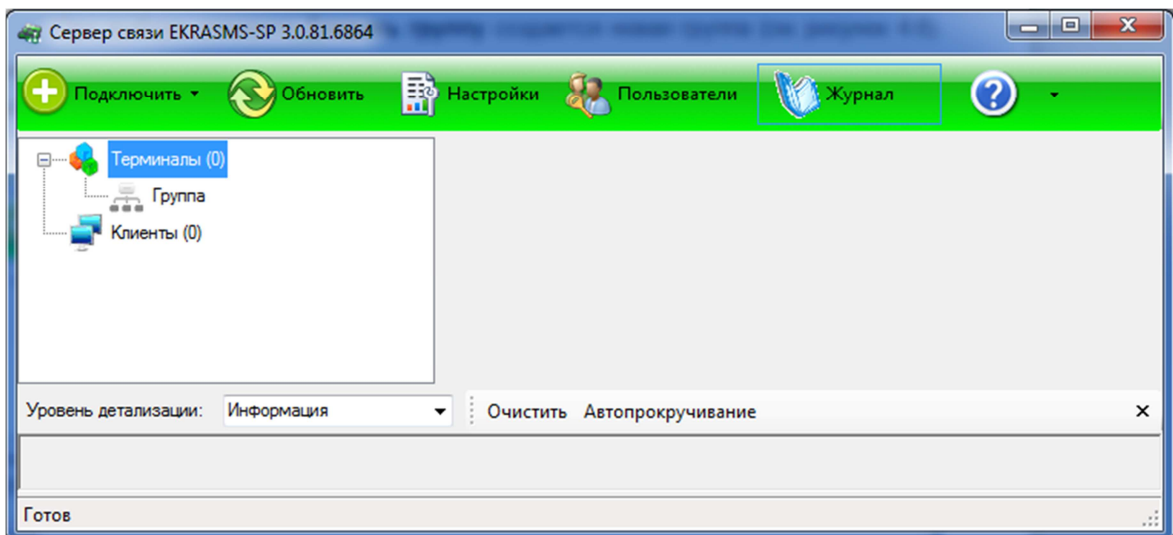 Сервер связи EKRASMS-SP 3.0.81.6864
Подключить Обновить Настройки Пользователи Журнал
Терминалы (0)
Группа
Клиенты (0)
Уровень детализации: Информация Очистить Автопрокручивание
Готов